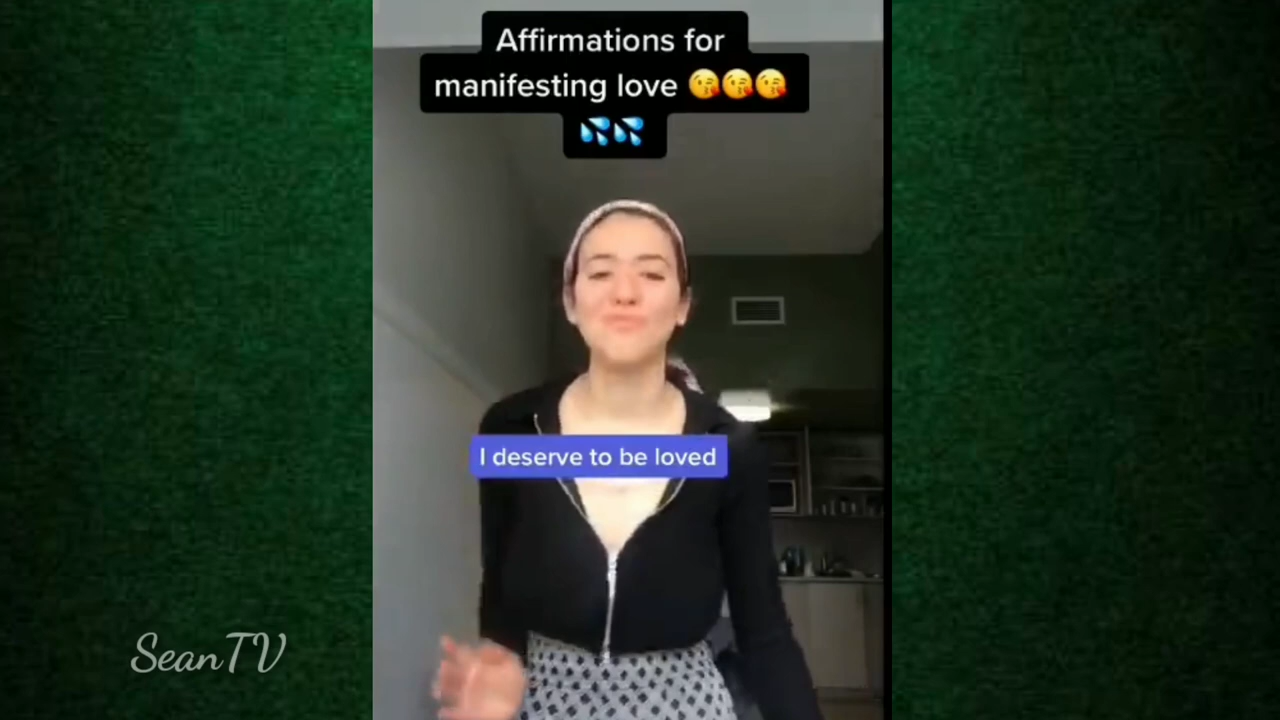 Affirmations for
manifesting love 😘😘😘
💦💦
I deserve to be loved
SeanTV